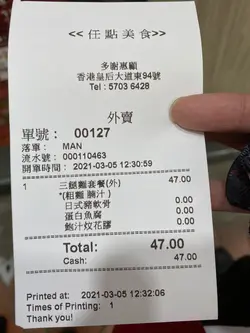 << 任點美食>>
多謝惠顧
香港皇后大道東94號
Tel : 5703 6428
外賣
單號： 00127
落單： MAN
流水號： 000110463
開單時間： 2021-03-05 12:30:59
1 三餸麵套餐(外) 47.00
*(粗麵 腩汁)
日式豬軟骨 0.00
蛋白魚腐 0.00
鮑汁炆花膠 0.00
Total: 47.00
Cash: 47.00
Printed at: 2021-03-05 12:32:06
Times of Printing: 1
Thank you!